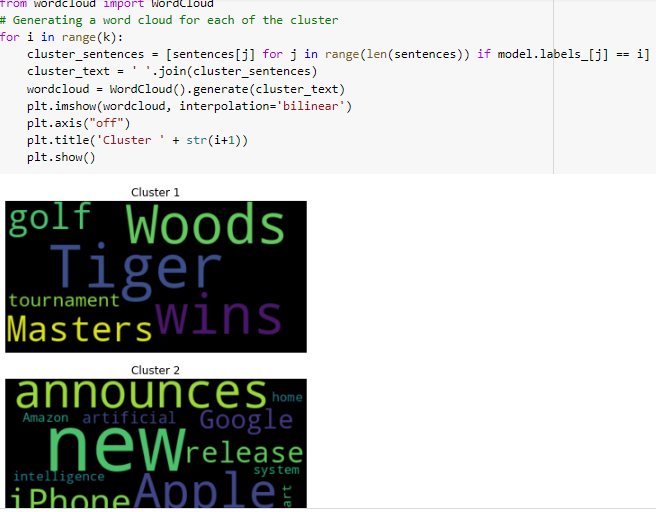 from wordcloud import WordCloud
# Generating a word cloud for each of the cluster
for i in range(k):
    cluster_sentences = [sentences[j] for j in range(len(sentences)) if model.labels_[j] == i]
    cluster_text = ' '.join(cluster_sentences)
    wordcloud = WordCloud().generate(cluster_text)
    plt.imshow(wordcloud, interpolation='bilinear')
    plt.axis("off")
    plt.title('Cluster ' + str(i+1))
    plt.show()
Cluster 1
golf Woods
Tiger
tournament
Masters wins
Cluster 2
announces home
Amazon artificial Google
new release
intelligence system
iPhone Apple art